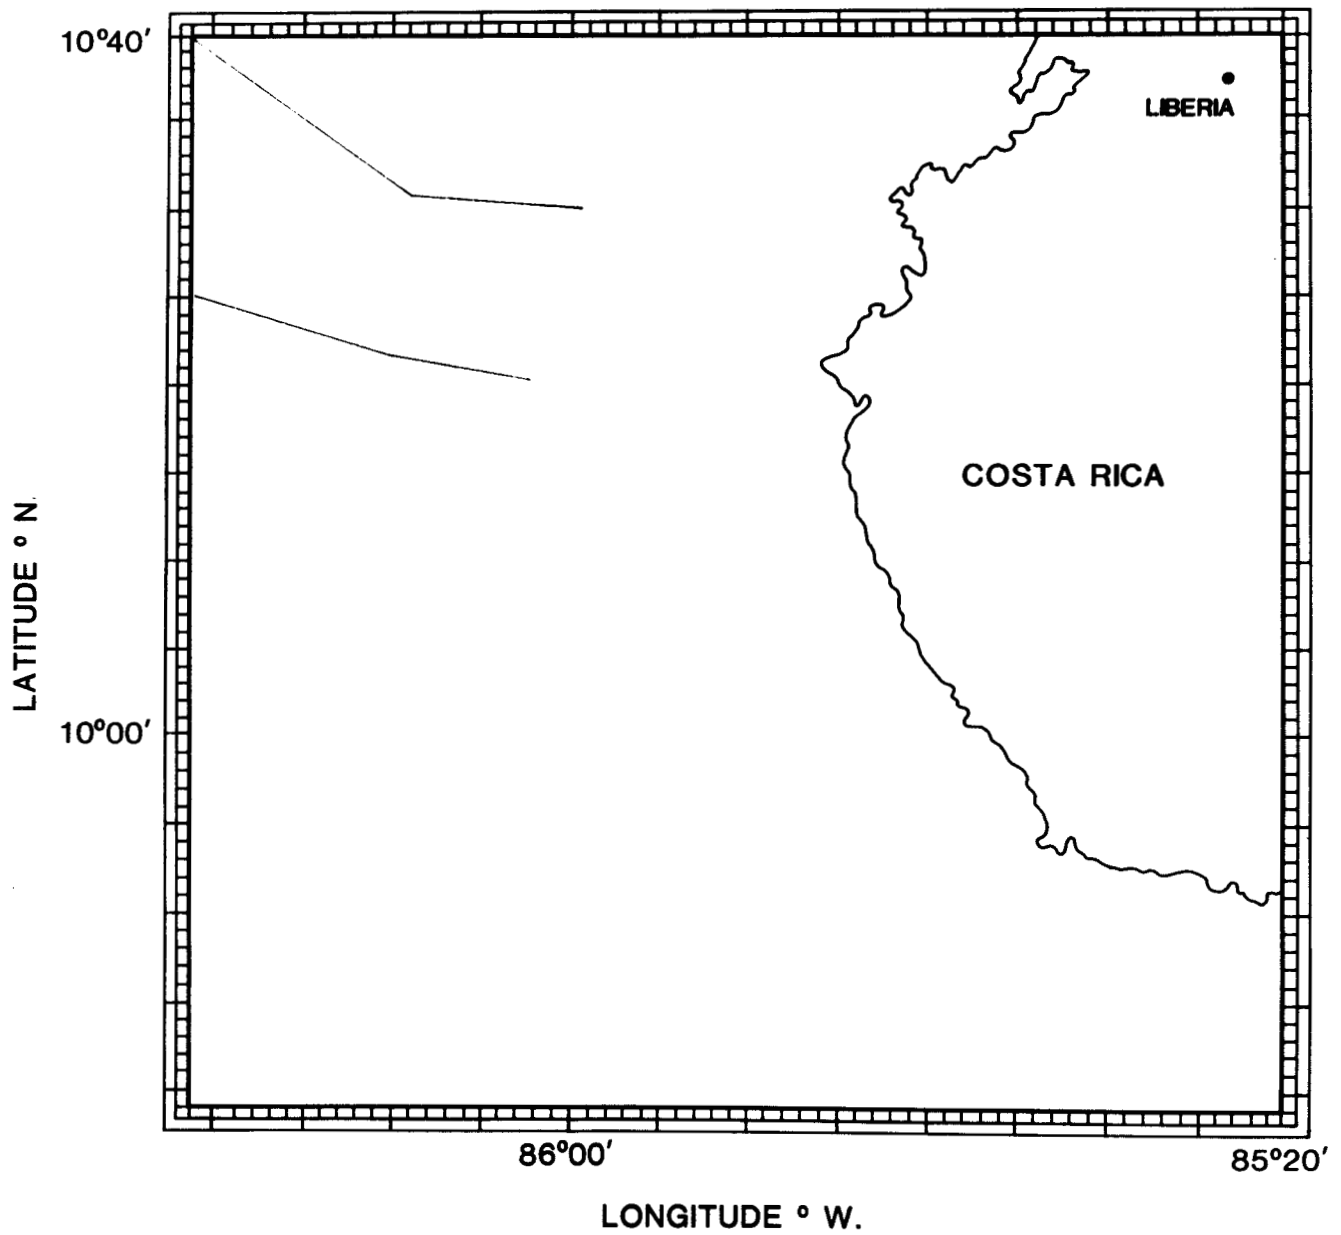 10°40'
LIBERIA
COSTA RICA
LATITUDE ° N.
10°00'
86°00'
85°20'
LONGITUDE ° W.